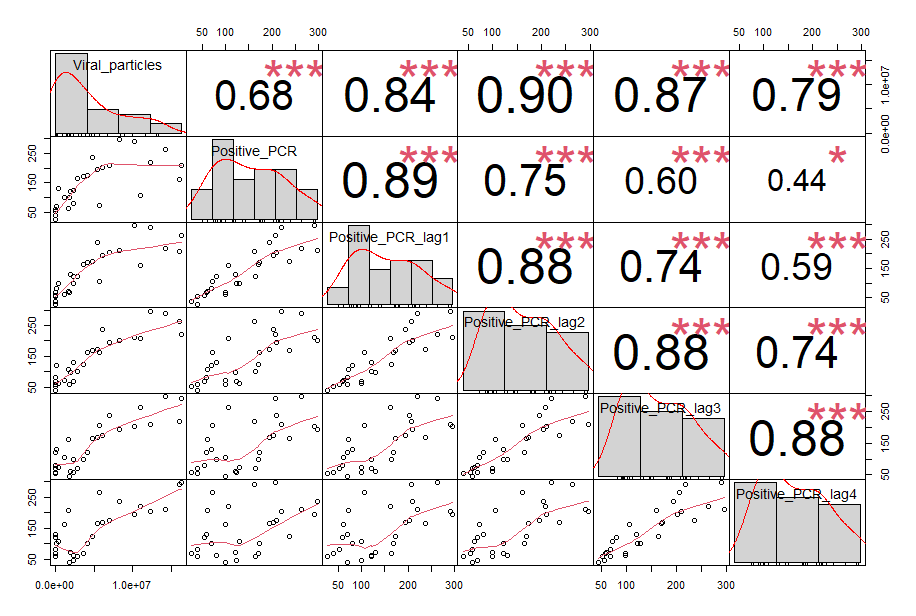 50 100 200 300 50 100 200 300 50 100 200 300
Viral_particles 0.68 *** 0.84 *** 0.90 *** 0.87 *** 0.79 *** 0.0e+00 1.0e+07
50 150 250 Positive_PCR 0.89 *** 0.75 *** 0.60 *** 0.44 *
Positive_PCR_lag1 0.88 *** 0.74 *** 0.59 *** 50 150 250
50 150 250 Positive_PCR_lag2 0.88 *** 0.74 ***
Positive_PCR_lag3 0.88 *** 50 150 250
50 150 250 Positive_PCR_lag4
0.0e+00 1.0e+07 50 100 200 300 50 100 200 300